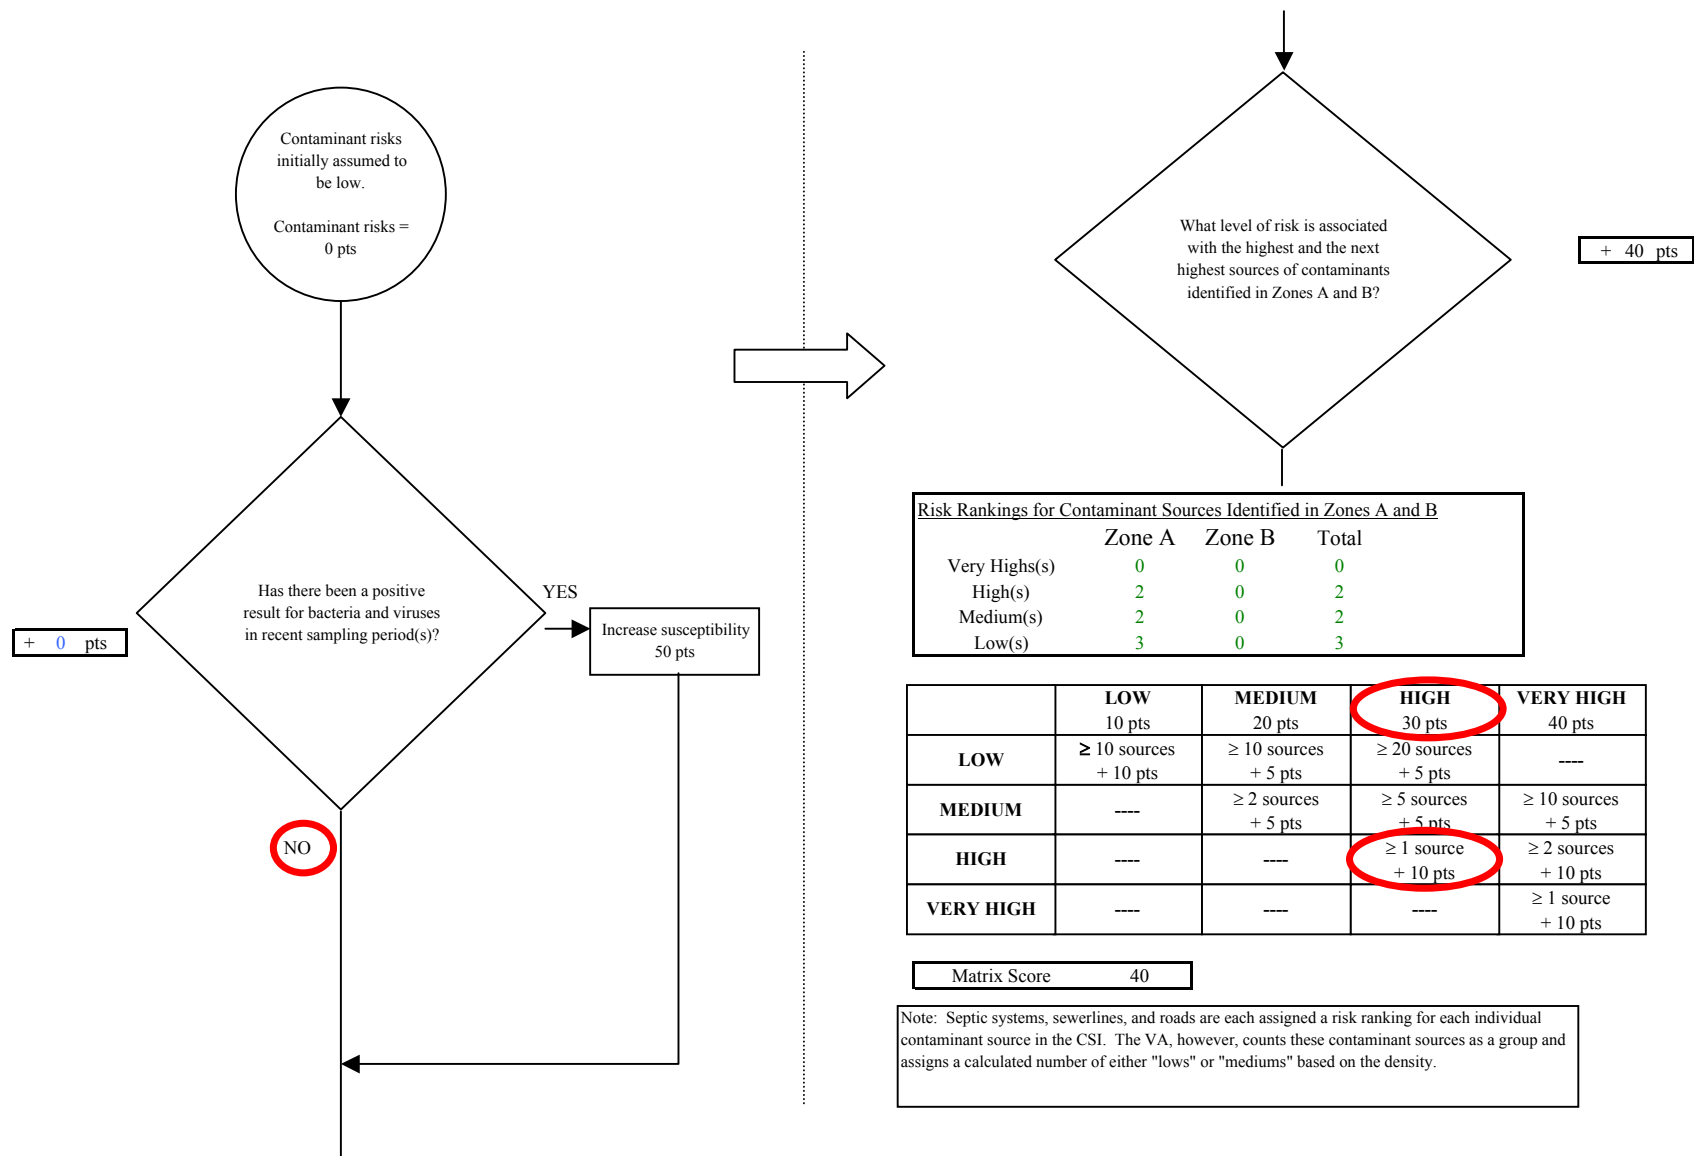 Contaminant risks
initially assumed to
be low.
Contaminant risks =
0 pts
Has there been a positive
result for bacteria and viruses
in recent sampling period(s)?
+ 0 pts
YES
Increase susceptibility
50 pts
NO
What level of risk is associated
with the highest and the next
highest sources of contaminants
identified in Zones A and B?
+ 40 pts
Risk Rankings for Contaminant Sources Identified in Zones A and B
Zone A Zone B Total
Very Highs(s) 0 0 0
High(s) 2 0 2
Medium(s) 2 0 2
Low(s) 3 0 3
LOW MEDIUM HIGH VERY HIGH
10 pts 20 pts 30 pts 40 pts
LOW ≥ 10 sources ≥ 10 sources ≥ 20 sources ----
+ 10 pts + 5 pts + 5 pts
MEDIUM ---- ≥ 2 sources ≥ 5 sources ≥ 10 sources
+ 5 pts + 5 pts + 5 pts
HIGH ---- ---- ≥ 1 source ≥ 2 sources
+ 10 pts + 10 pts
VERY HIGH ---- ---- ---- ≥ 1 source
+ 10 pts
Matrix Score 40
Note: Septic systems, sewerlines, and roads are each assigned a risk ranking for each individual
contaminant source in the CSI. The VA, however, counts these contaminant sources as a group and
assigns a calculated number of either "lows" or "mediums" based on the density.